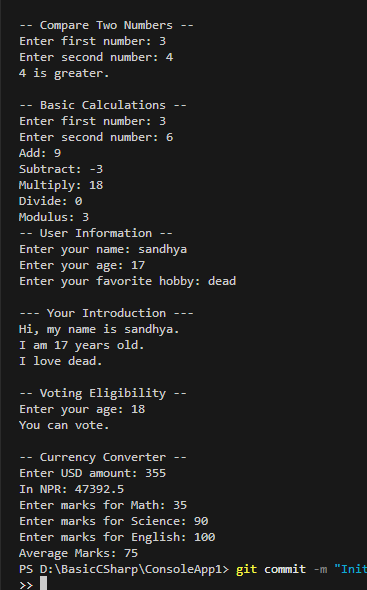 -- Compare Two Numbers --
Enter first number: 3
Enter second number: 4
4 is greater.
-- Basic Calculations --
Enter first number: 3
Enter second number: 6
Add: 9
Subtract: -3
Multiply: 18
Divide: 0
Modulus: 3
-- User Information --
Enter your name: sandhya
Enter your age: 17
Enter your favorite hobby: dead
--- Your Introduction ---
Hi, my name is sandhya.
I am 17 years old.
I love dead.
-- Voting Eligibility --
Enter your age: 18
You can vote.
-- Currency Converter --
Enter USD amount: 355
In NPR: 47392.5
Enter marks for Math: 35
Enter marks for Science: 90
Enter marks for English: 100
Average Marks: 75
PS D:\BasicCSharp\ConsoleApp1> git commit -m "Init
>>